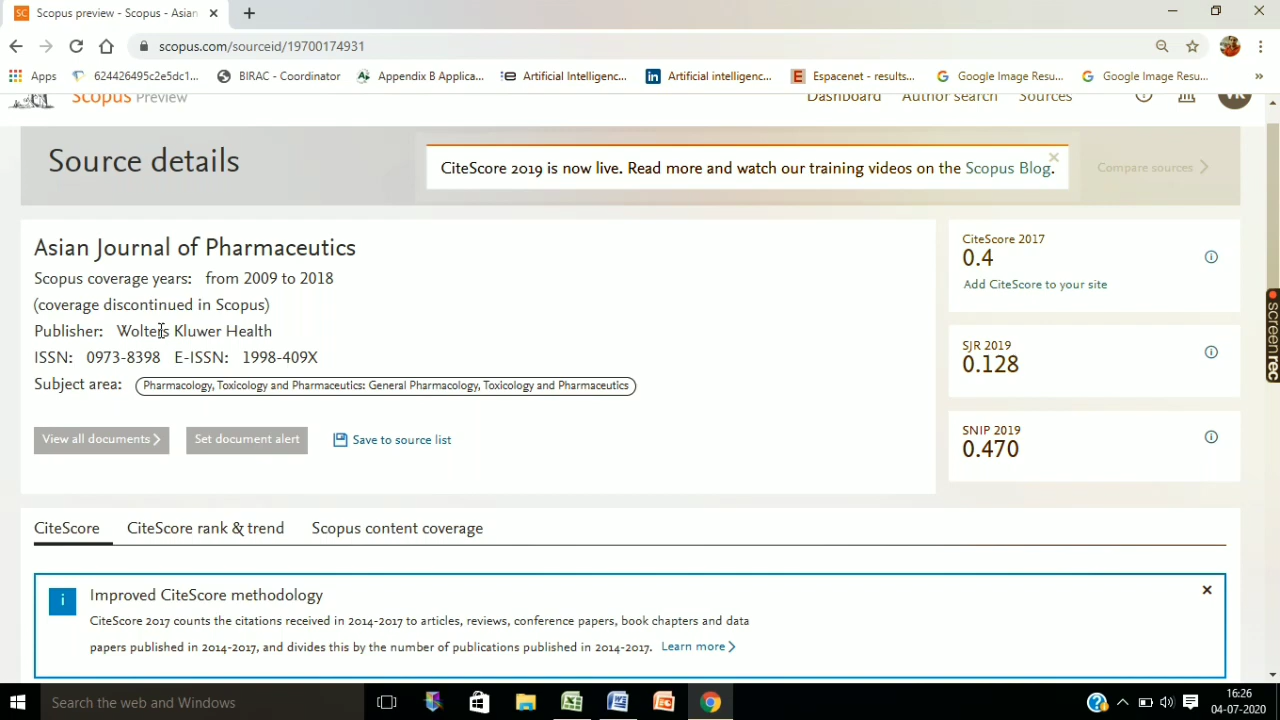 Scopus preview - Scopus - Asian
scopus.com/sourceid/19700174931
Apps 624426495c2e5dc1... BIRAC - Coordinator Appendix B Applica... Artificial Intelligenc... Artificial intelligenc... Espacenet - results... Google Image Resu... Google Image Resu... »
Scopus Preview Dashboard Author search Sources VR
Source details
CiteScore 2019 is now live. Read more and watch our training videos on the Scopus Blog.
Compare sources
Asian Journal of Pharmaceutics
Scopus coverage years: from 2009 to 2018
(coverage discontinued in Scopus)
Publisher: Wolters Kluwer Health
ISSN: 0973-8398 E-ISSN: 1998-409X
Subject area: Pharmacology, Toxicology and Pharmaceutics: General Pharmacology, Toxicology and Pharmaceutics
View all documents Set document alert Save to source list
CiteScore 2017
0.4
Add CiteScore to your site
SJR 2019
0.128
SNIP 2019
0.470
screenrec
CiteScore CiteScore rank & trend Scopus content coverage
Improved CiteScore methodology
CiteScore 2017 counts the citations received in 2014-2017 to articles, reviews, conference papers, book chapters and data
papers published in 2014-2017, and divides this by the number of publications published in 2014-2017. Learn more
Search the web and Windows
16:26
04-07-2020